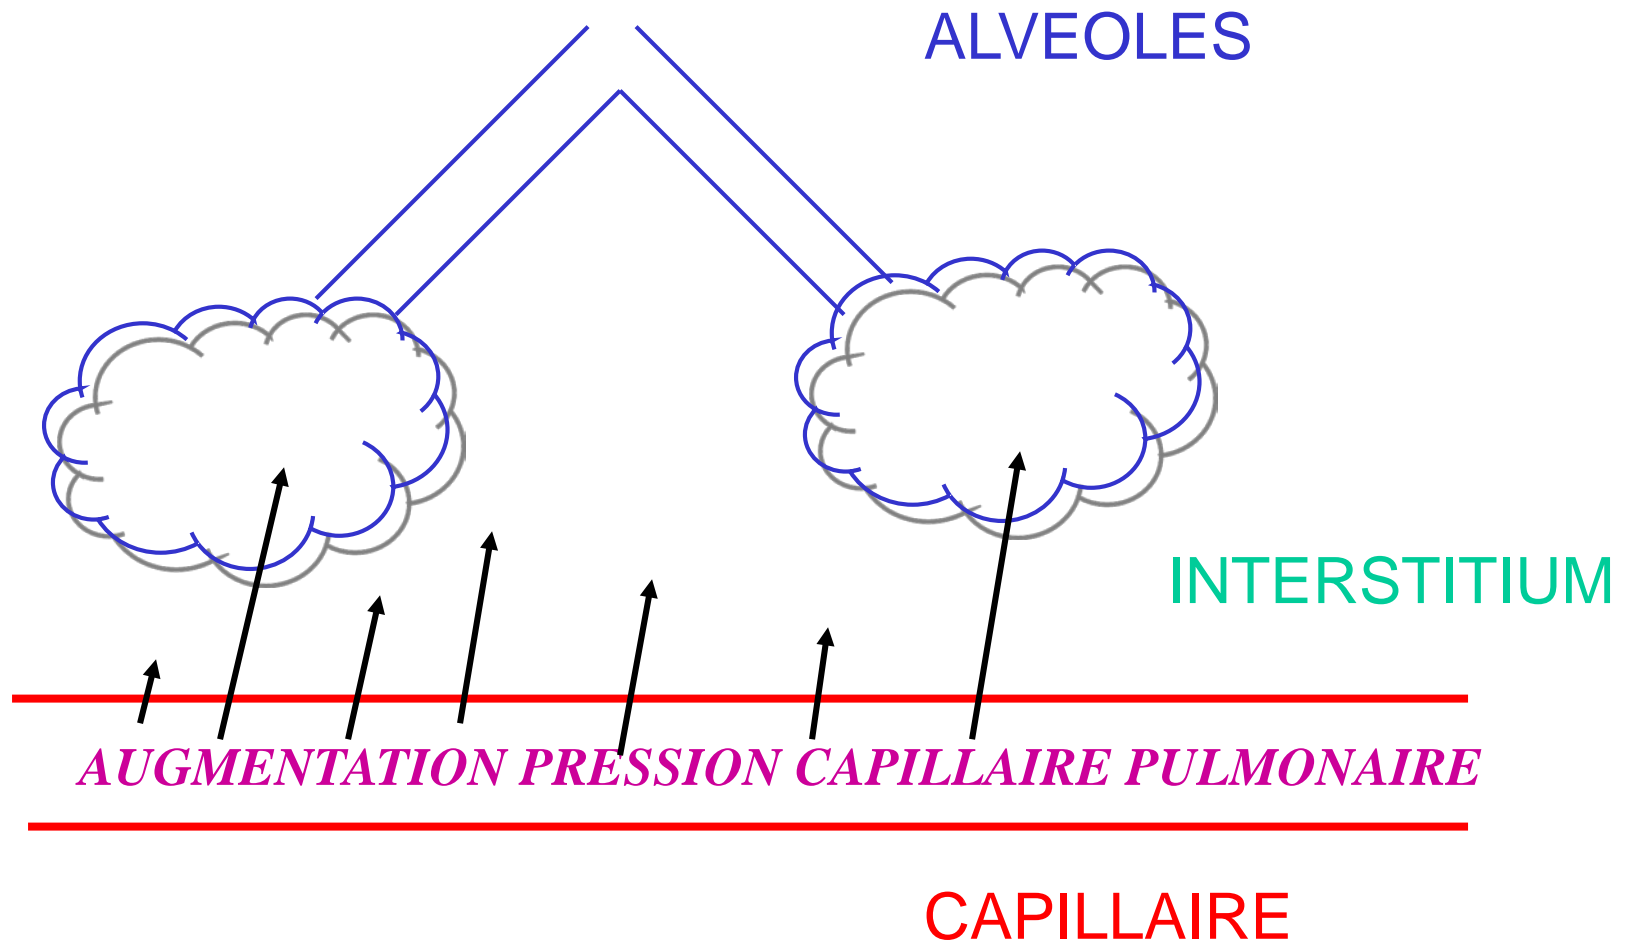 ALVEOLES
INTERSTITIUM
AUGMENTATION PRESSION CAPILLAIRE PULMONAIRE
CAPILLAIRE